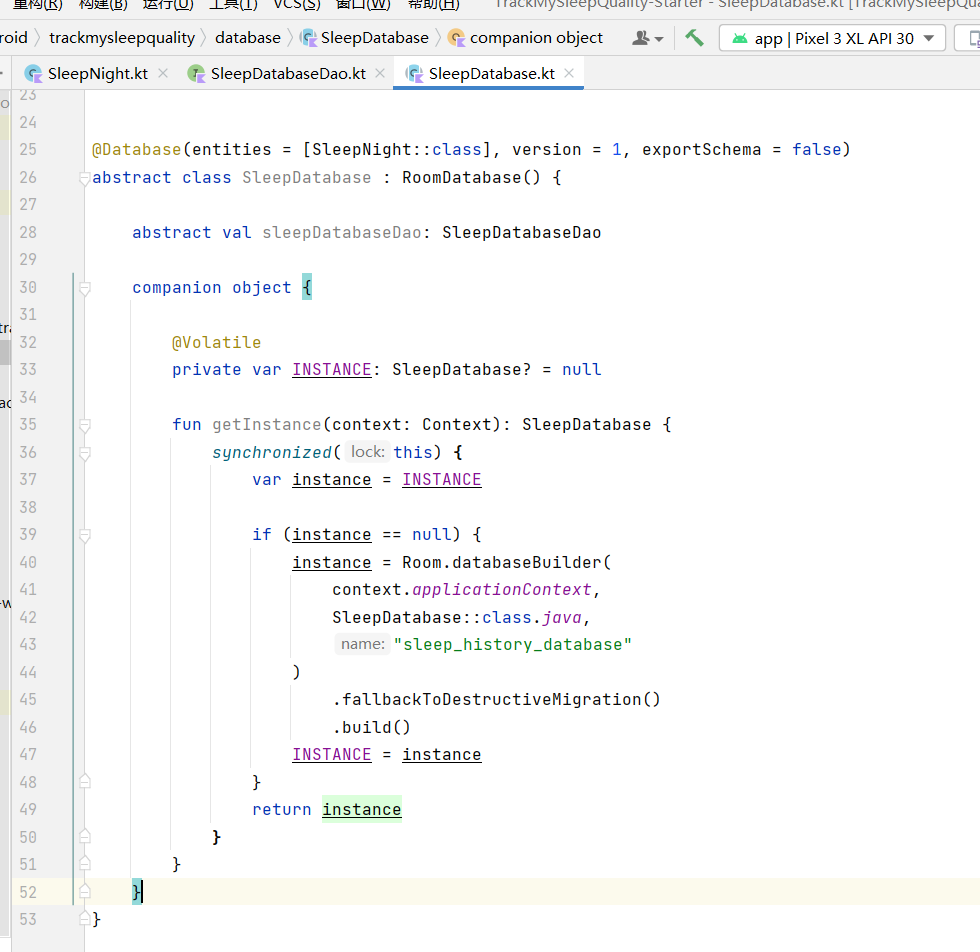 重构(R) 构建(B) 运行(U) 工具(T) VCS(S) 窗口(W) 帮助(H) TrackMySleepQuality-Starter - SleepDatabase.kt [TrackMySleepQua
roid trackmysleepquality database SleepDatabase companion object app | Pixel 3 XL API 30
SleepNight.kt SleepDatabaseDao.kt SleepDatabase.kt
23
24
25 @Database(entities = [SleepNight::class], version = 1, exportSchema = false)
26 abstract class SleepDatabase : RoomDatabase() {
27
28 abstract val sleepDatabaseDao: SleepDatabaseDao
29
30 companion object {
31
32 @Volatile
33 private var INSTANCE: SleepDatabase? = null
34
35 fun getInstance(context: Context): SleepDatabase {
36 synchronized( lock: this) {
37 var instance = INSTANCE
38
39 if (instance == null) {
40 instance = Room.databaseBuilder(
41 context.applicationContext,
42 SleepDatabase::class.java,
43 name: "sleep_history_database"
44 )
45 .fallbackToDestructiveMigration()
46 .build()
47 INSTANCE = instance
48 }
49 return instance
50 }
51 }
52 }
53 }